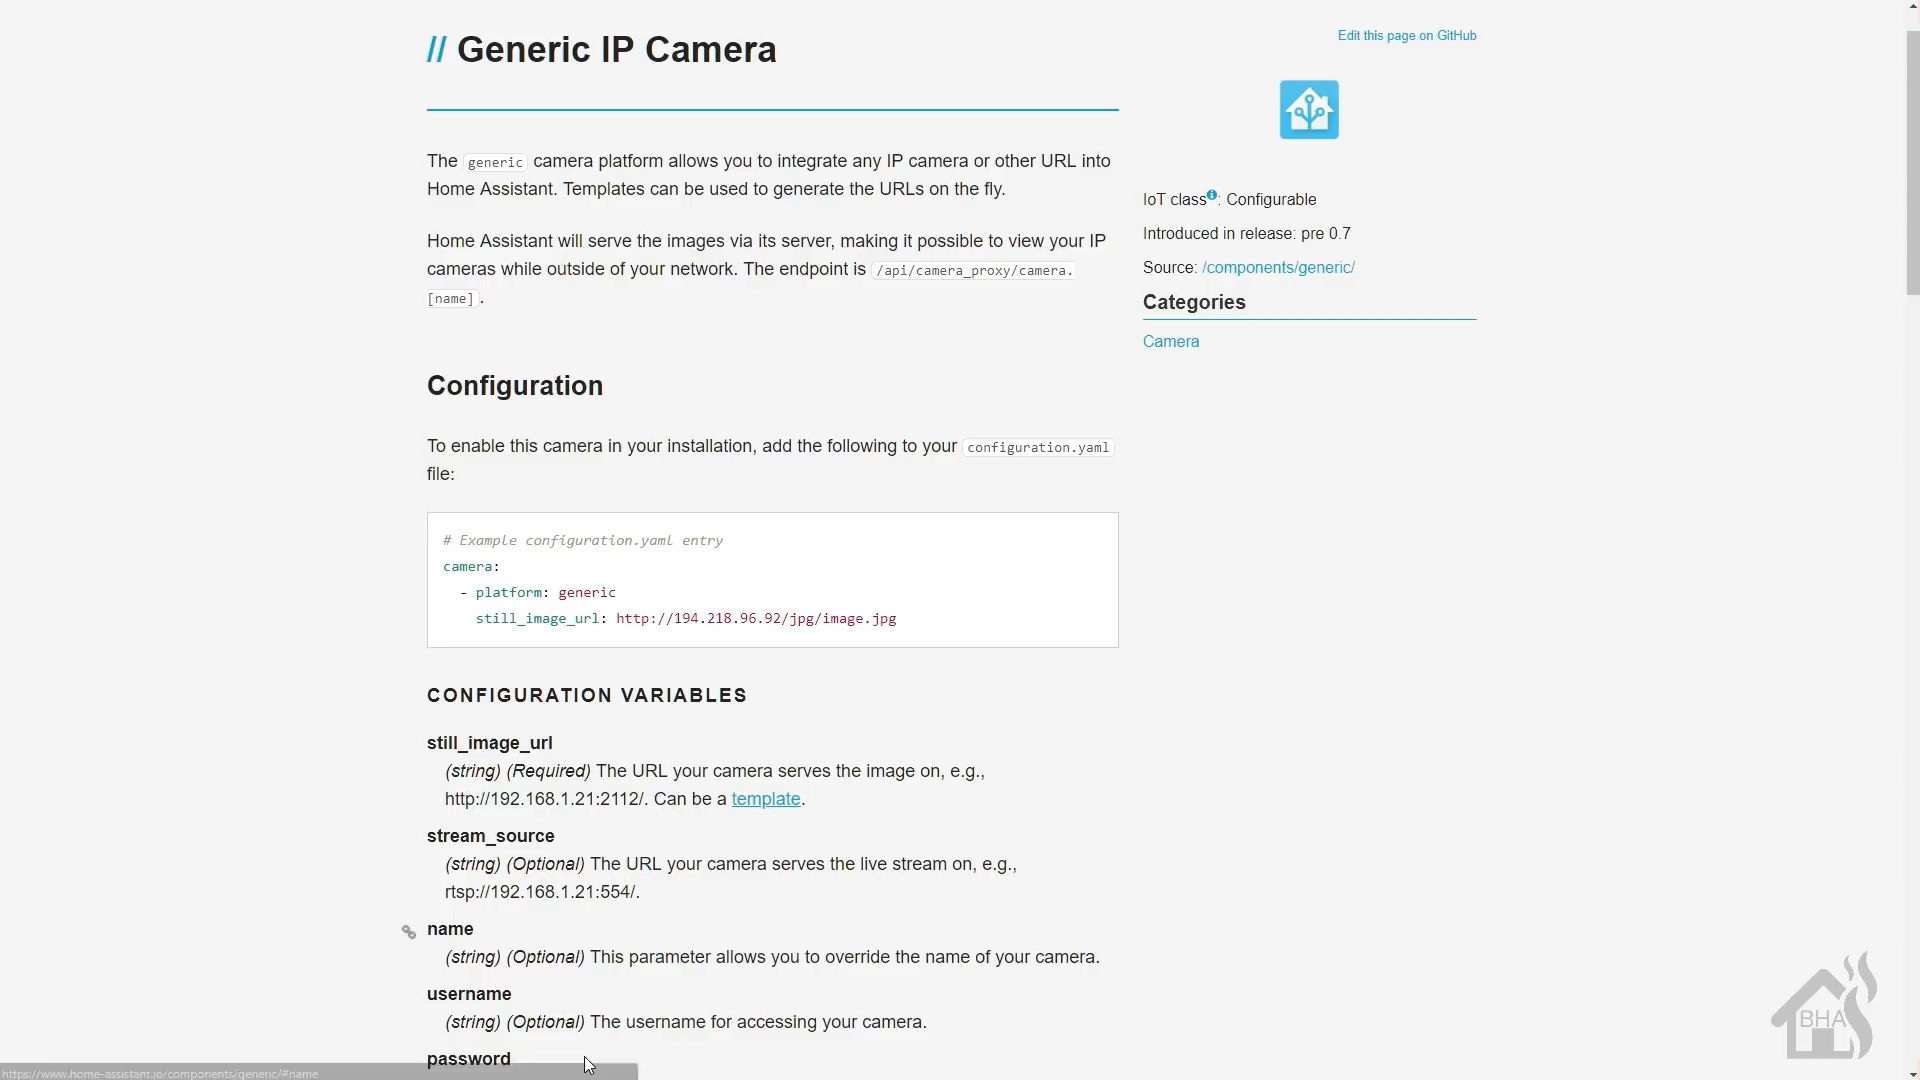 // Generic IP Camera
Edit this page on GitHub
The generic camera platform allows you to integrate any IP camera or other URL into
Home Assistant. Templates can be used to generate the URLs on the fly.
Home Assistant will serve the images via its server, making it possible to view your IP
cameras while outside of your network. The endpoint is /api/camera_proxy/camera.
[name].
IoT class: Configurable
Introduced in release: pre 0.7
Source: /components/generic/
Categories
Camera
Configuration
To enable this camera in your installation, add the following to your configuration.yaml
file:
# Example configuration.yaml entry
camera:
  - platform: generic
    still_image_url: http://194.218.96.92/jpg/image.jpg
CONFIGURATION VARIABLES
still_image_url
(string) (Required) The URL your camera serves the image on, e.g.,
http://192.168.1.21:2112/. Can be a template.
stream_source
(string) (Optional) The URL your camera serves the live stream on, e.g.,
rtsp://192.168.1.21:554/.
name
(string) (Optional) This parameter allows you to override the name of your camera.
username
(string) (Optional) The username for accessing your camera.
password
https://www.home-assistant.io/components/generic/#name
BHA